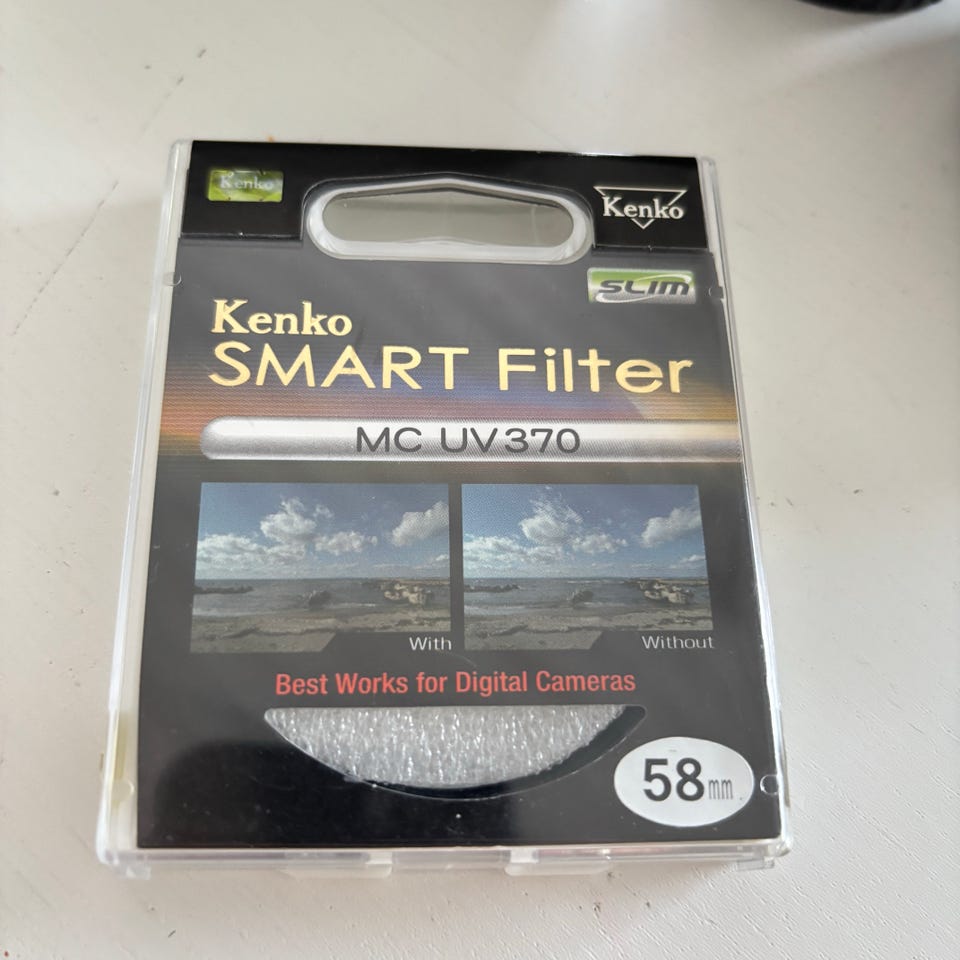 Kenko
Kenko
SLIM
Kenko
SMART Filter
MC UV370
With
Without
Best Works for Digital Cameras
58mm